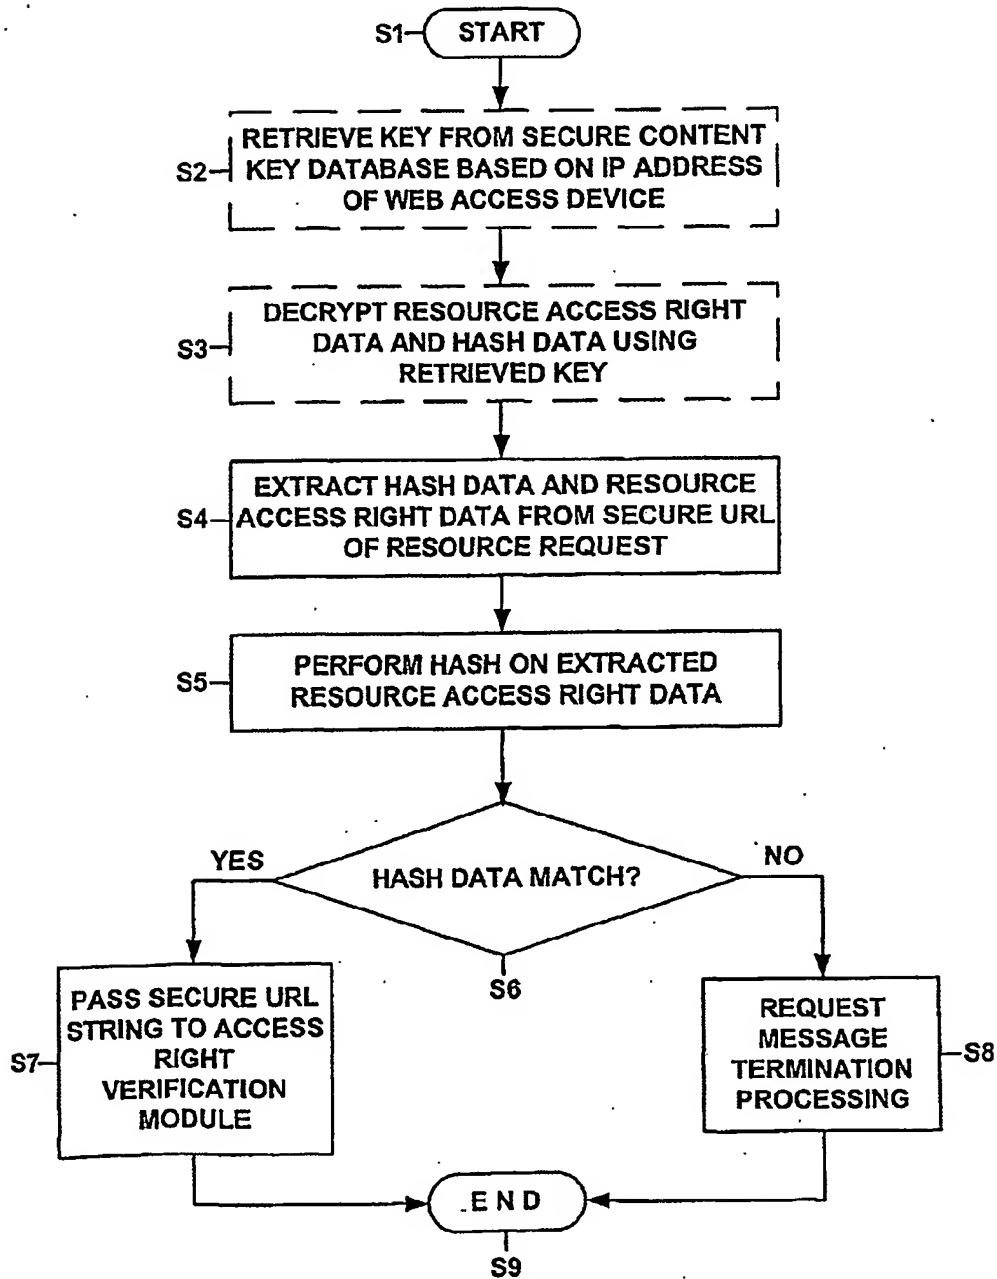 S1
START
RETRIEVE KEY FROM SECURE CONTENT
KEY DATABASE BASED ON IP ADDRESS
OF WEB ACCESS DEVICE
S2
DECRYPT RESOURCE ACCESS RIGHT
DATA AND HASH DATA USING
RETRIEVED KEY
S3
EXTRACT HASH DATA AND RESOURCE
ACCESS RIGHT DATA FROM SECURE URL
OF RESOURCE REQUEST
S4
PERFORM HASH ON EXTRACTED
RESOURCE ACCESS RIGHT DATA
S5
YES
HASH DATA MATCH?
NO
S6
PASS SECURE URL
STRING TO ACCESS
RIGHT
VERIFICATION
MODULE
S7
REQUEST
MESSAGE
TERMINATION
PROCESSING
S8
END
S9